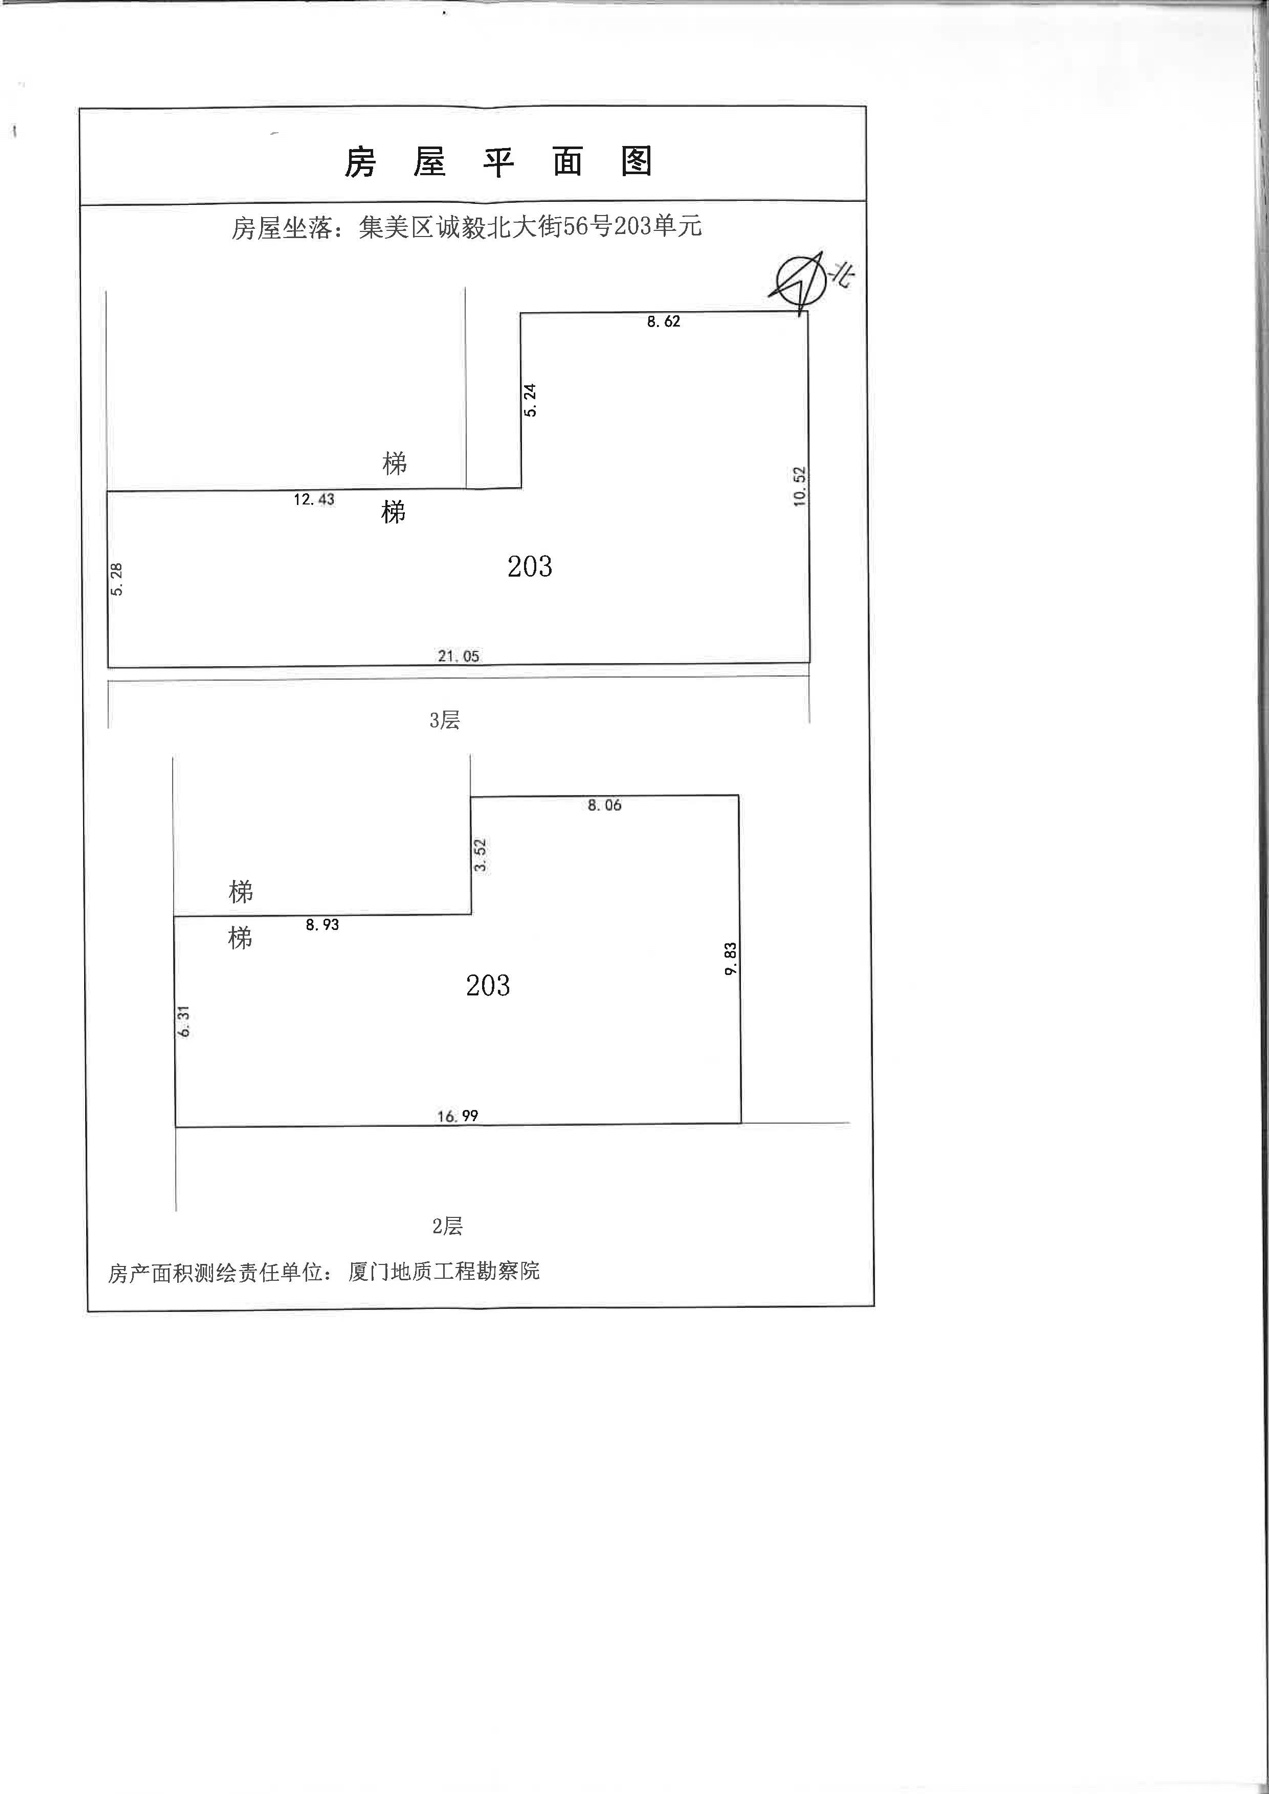 房屋平面图
房屋坐落：集美区诚毅北大街56号203单元
北
8.62
5.24
梯
12.43
梯
10.52
203
5.28
21.05
3层
8.06
3.52
梯
8.93
梯
9.83
203
6.31
16.99
2层
房产面积测绘责任单位：厦门地质工程勘察院